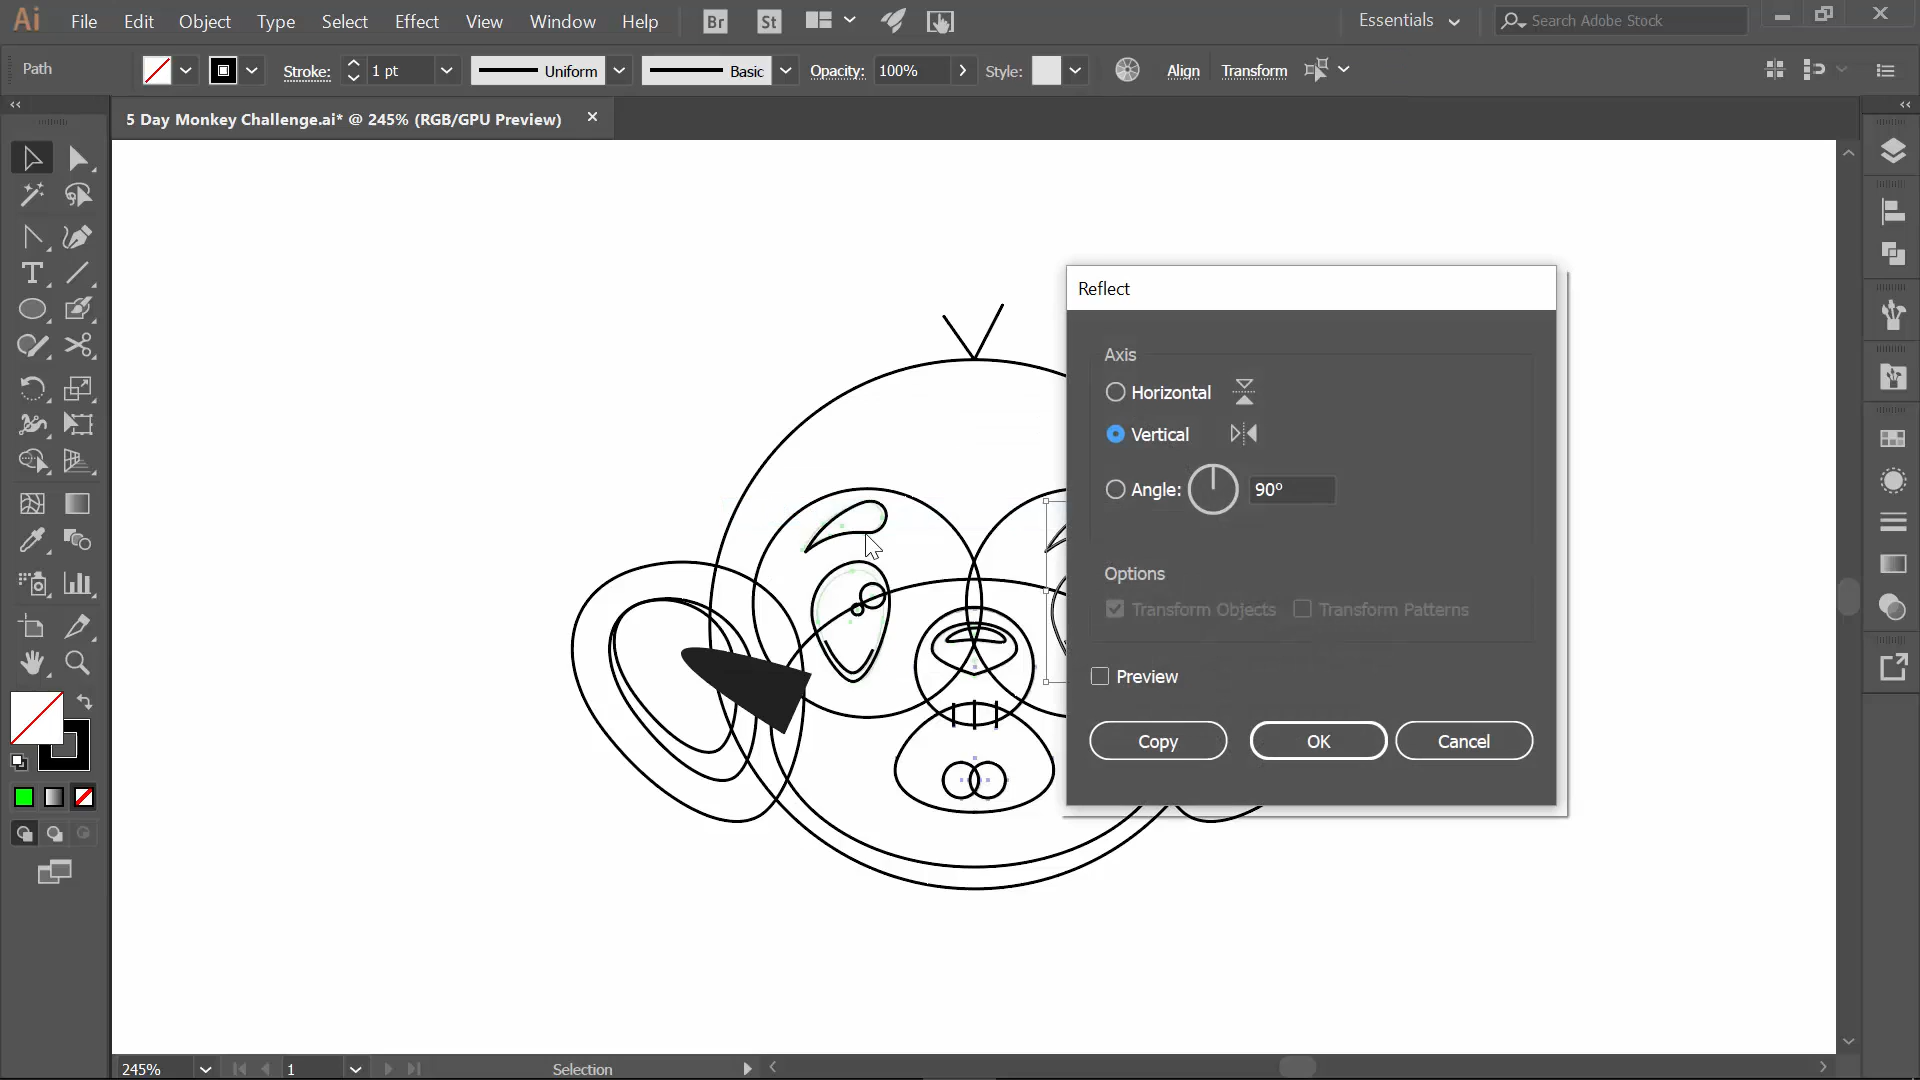 Ai File Edit Object Type Select Effect View Window Help Br St Essentials Search Adobe Stock
Path Stroke: 1 pt Uniform Basic Opacity: 100% Style: Align Transform
5 Day Monkey Challenge.ai* @ 245% (RGB/GPU Preview)
Reflect
Axis
Horizontal
Vertical
Angle: 90°
Options
Transform Objects Transform Patterns
Preview
Copy OK Cancel
245% 1 Selection